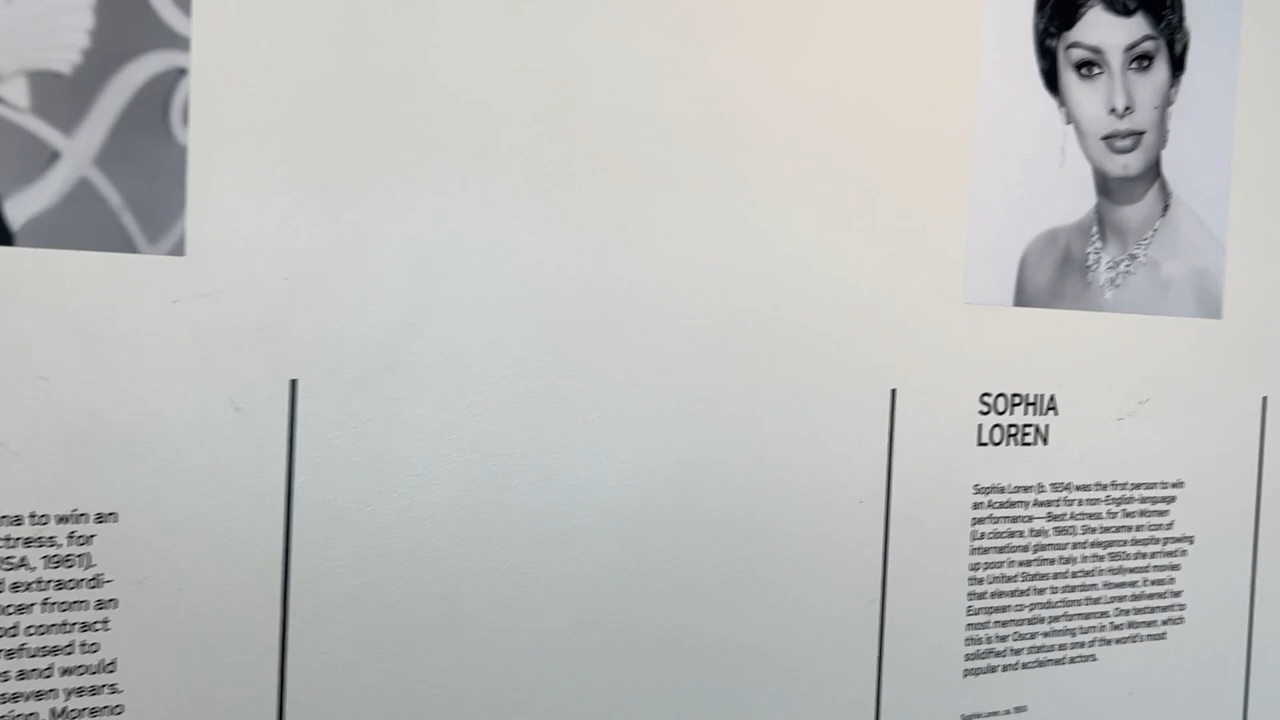 na to win an
ctress, for
SA, 1961).
d extraordi-
ncer from an
od contract
refused to
s and would
seven years,
sion. Moreno
SOPHIA
LOREN
Sophia Loren (b. 1934) was the first person to win
an Academy Award for a non-English-language
performance—Best Actress, for Two Women
(La ciociara, Italy, 1960). She became an icon of
international glamour and elegance despite growing
up poor in wartime Italy. In the 1950s she arrived in
the United States and acted in Hollywood movies
that elevated her to stardom. However, it was in
European co-productions that Loren delivered her
most memorable performances. One testament to
this is her Oscar-winning turn in Two Women, which
solidified her status as one of the world's most
popular and acclaimed actors.
Sophia Loren, ca.